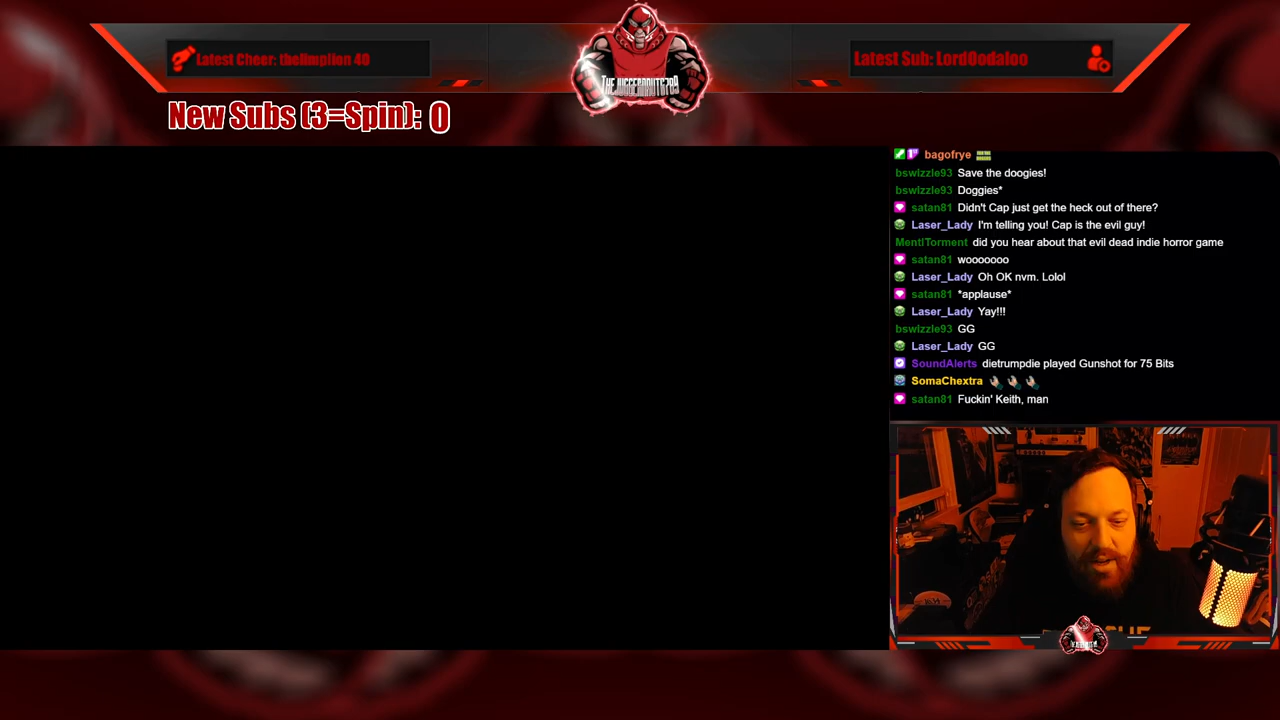 Latest Cheer: thelimplion 40
THEJUGGERNAUT6789
Latest Sub: LordOodaloo
New Subs (3=Spin): 0
bagofrye
bswizzle93 Save the doogies!
bswizzle93 Doggies*
satan81 Didn't Cap just get the heck out of there?
Laser_Lady I'm telling you! Cap is the evil guy!
MentlTorment did you hear about that evil dead indie horror game
satan81 wooooooo
Laser_Lady Oh OK nvm. Lolol
satan81 *applause*
Laser_Lady Yay!!!
bswizzle93 GG
Laser_Lady GG
SoundAlerts dietrumpdie played Gunshot for 75 Bits
SomaChextra
satan81 Fuckin' Keith, man